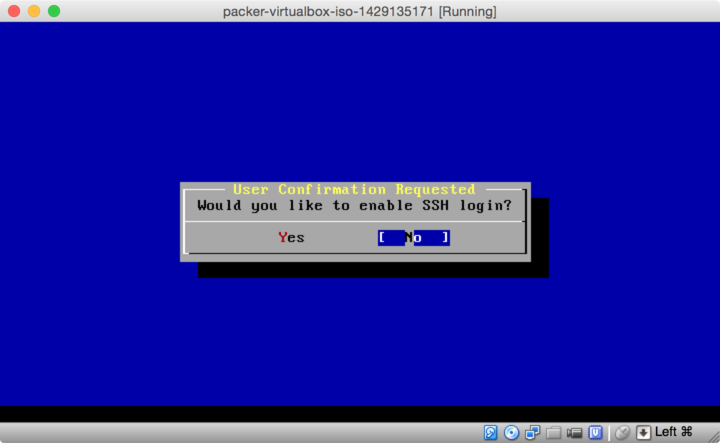 packer-virtualbox-iso-1429135171 [Running]
User Confirmation Requested
Would you like to enable SSH login?
Yes [ No ]
Left ⌘